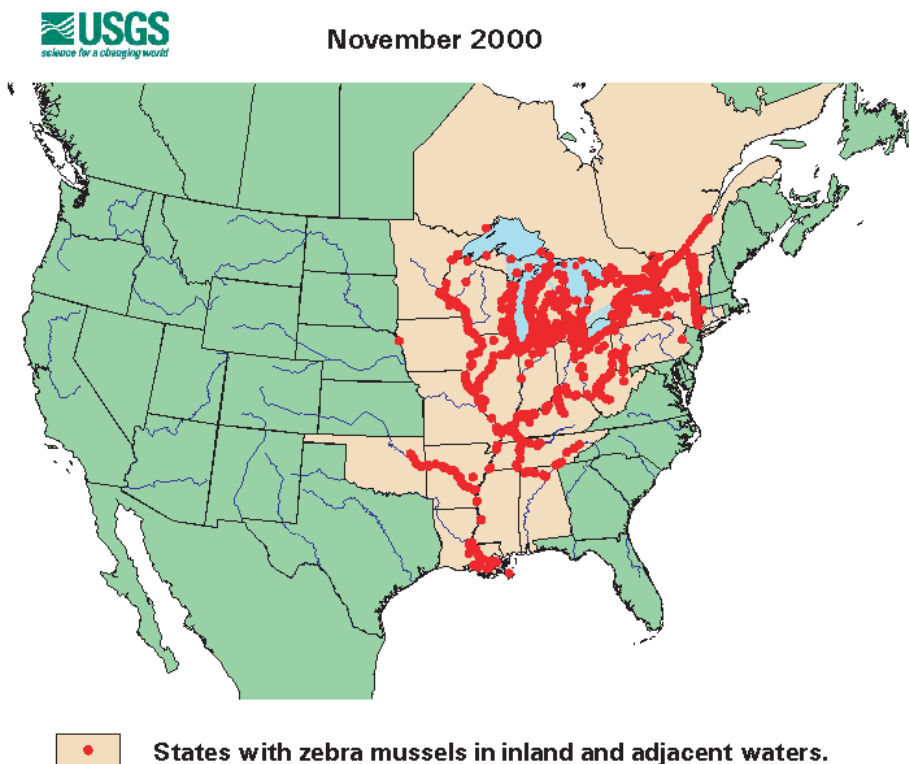 USGS
science for a changing world
November 2000
States with zebra mussels in inland and adjacent waters.